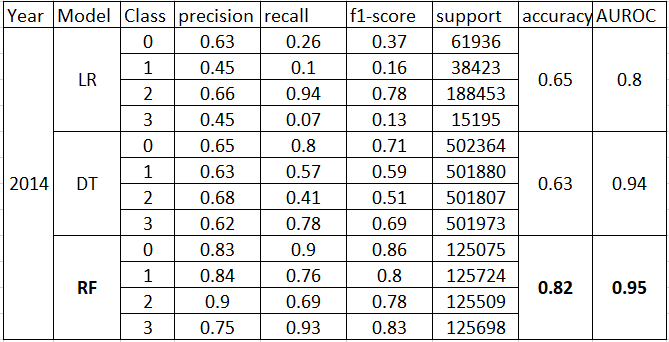 Year Model Class precision recall f1-score support accuracy AUROC
0 0.63 0.26 0.37 61936
1 0.45 0.1 0.16 38423
LR 0.65 0.8
2 0.66 0.94 0.78 188453
3 0.45 0.07 0.13 15195
0 0.65 0.8 0.71 502364
1 0.63 0.57 0.59 501880
2014 DT 0.63 0.94
2 0.68 0.41 0.51 501807
3 0.62 0.78 0.69 501973
0 0.83 0.9 0.86 125075
1 0.84 0.76 0.8 125724
RF 0.82 0.95
2 0.9 0.69 0.78 125509
3 0.75 0.93 0.83 125698